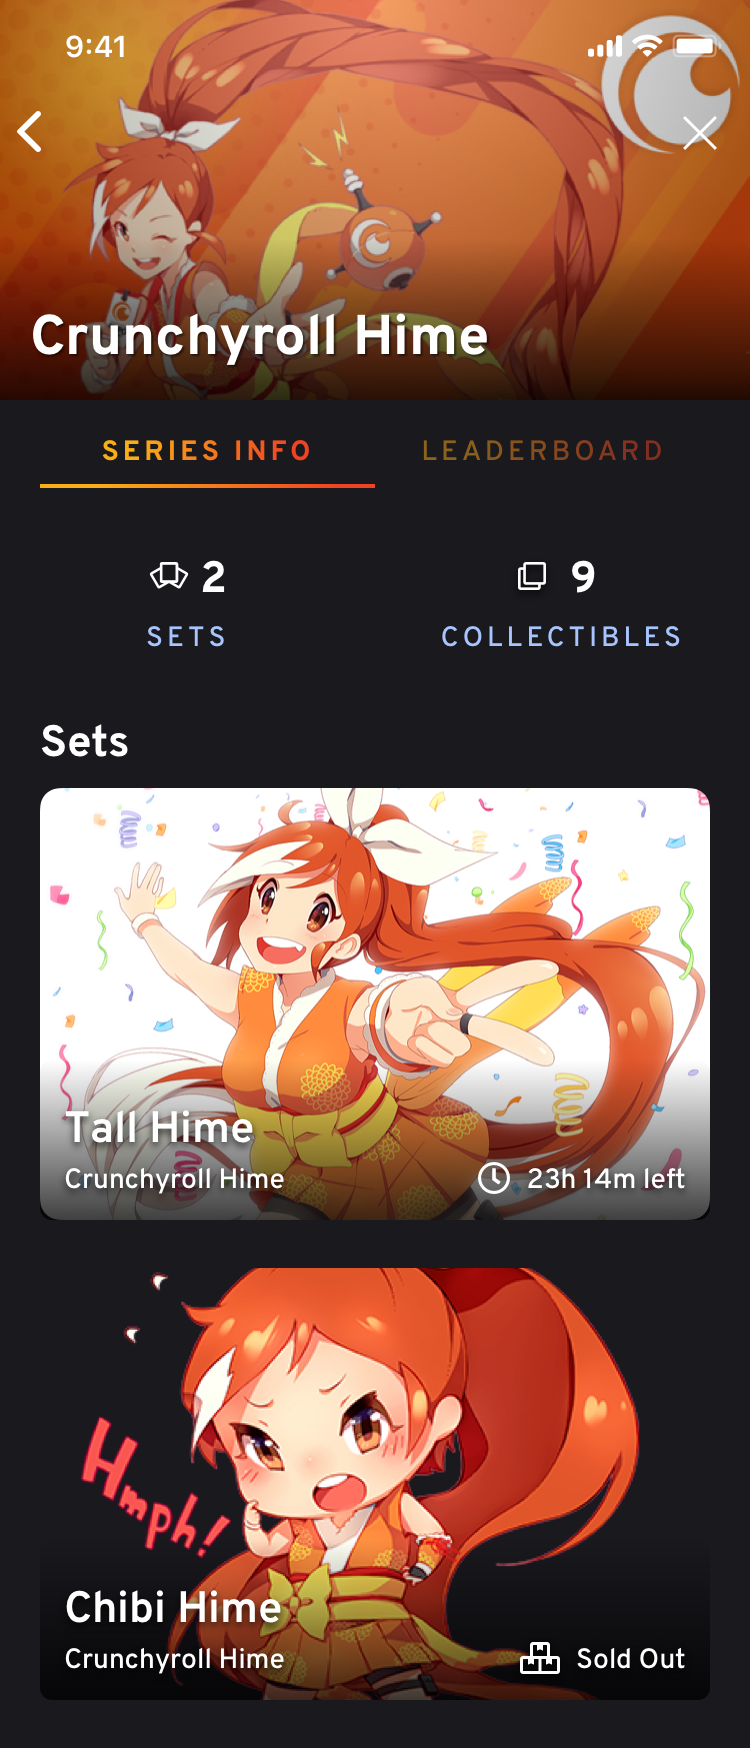 9:41
Crunchyroll Hime
SERIES INFO
LEADERBOARD
2
SETS
9
COLLECTIBLES
Sets
Tall Hime
Crunchyroll Hime
23h 14m left
Hmph!
Chibi Hime
Crunchyroll Hime
Sold Out